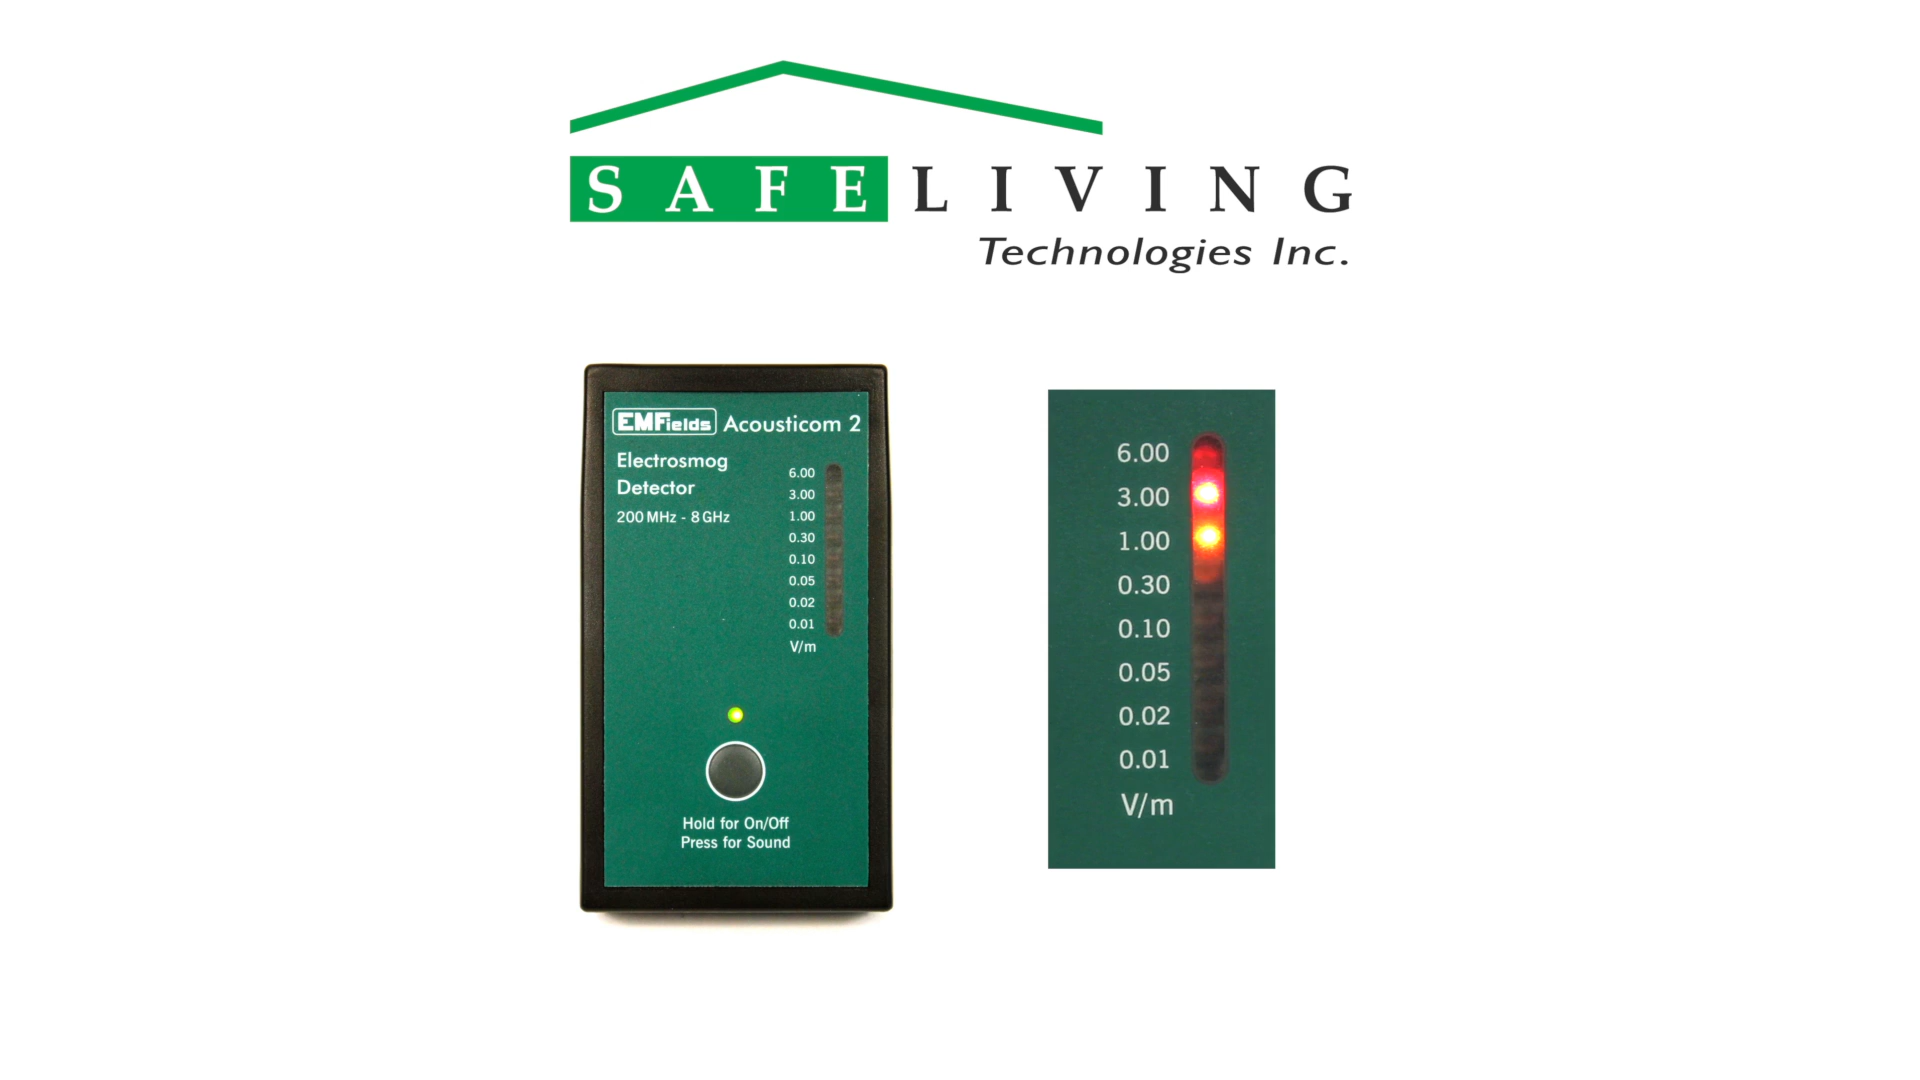 SAFELIVING
Technologies Inc.
EMFields Acousticom 2
Electrosmog
Detector
200 MHz - 8 GHz
6.00
3.00
1.00
0.30
0.10
0.05
0.02
0.01
V/m
Hold for On/Off
Press for Sound
6.00
3.00
1.00
0.30
0.10
0.05
0.02
0.01
V/m